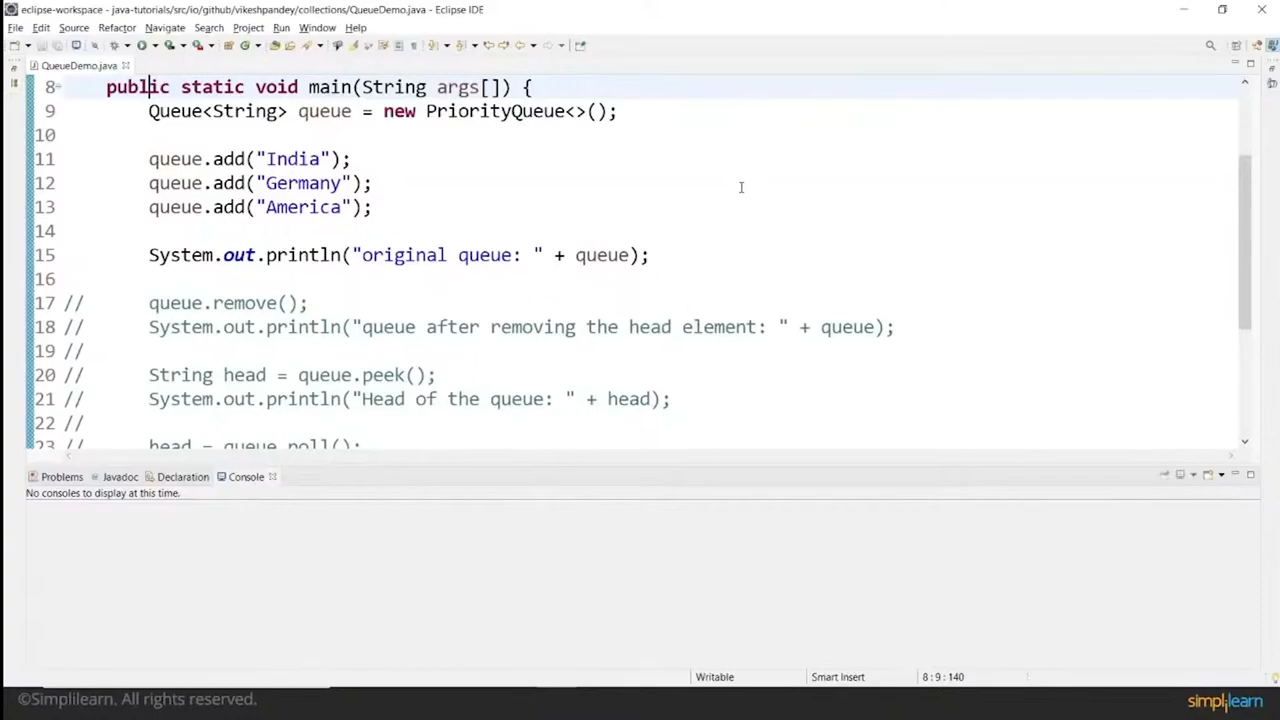 eclipse-workspace - java-tutorials/src/io/github/vikeshpandey/collections/QueueDemo.java - Eclipse IDE
File Edit Source Refactor Navigate Search Project Run Window Help
QueueDemo.java
8 public static void main(String args[]) {
9 Queue<String> queue = new PriorityQueue<>();
10
11 queue.add("India");
12 queue.add("Germany");
13 queue.add("America");
14
15 System.out.println("original queue: " + queue);
16
17 // queue.remove();
18 // System.out.println("queue after removing the head element: " + queue);
19 //
20 // String head = queue.peek();
21 // System.out.println("Head of the queue: " + head);
22 //
23 // head = queue.poll();
Problems Javadoc Declaration Console
No consoles to display at this time.
Writable Smart Insert 8 : 9 : 140
©Simplilearn. All rights reserved.
simplilearn